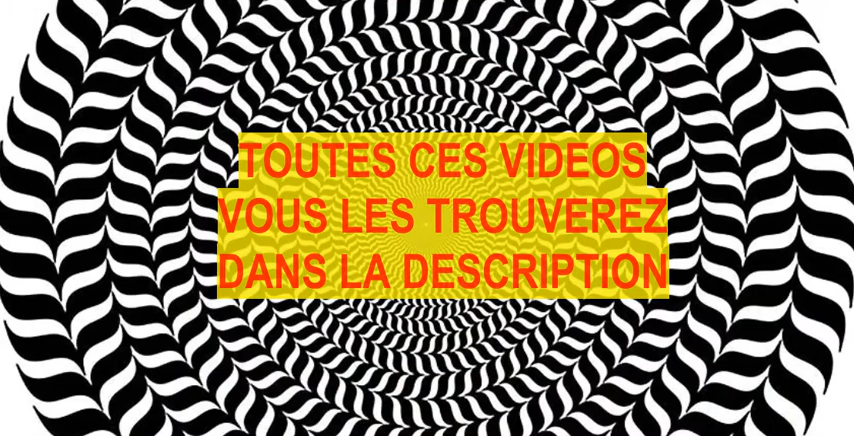 TOUTES CES VIDEOS
VOUS LES TROUVEREZ
DANS LA DESCRIPTION